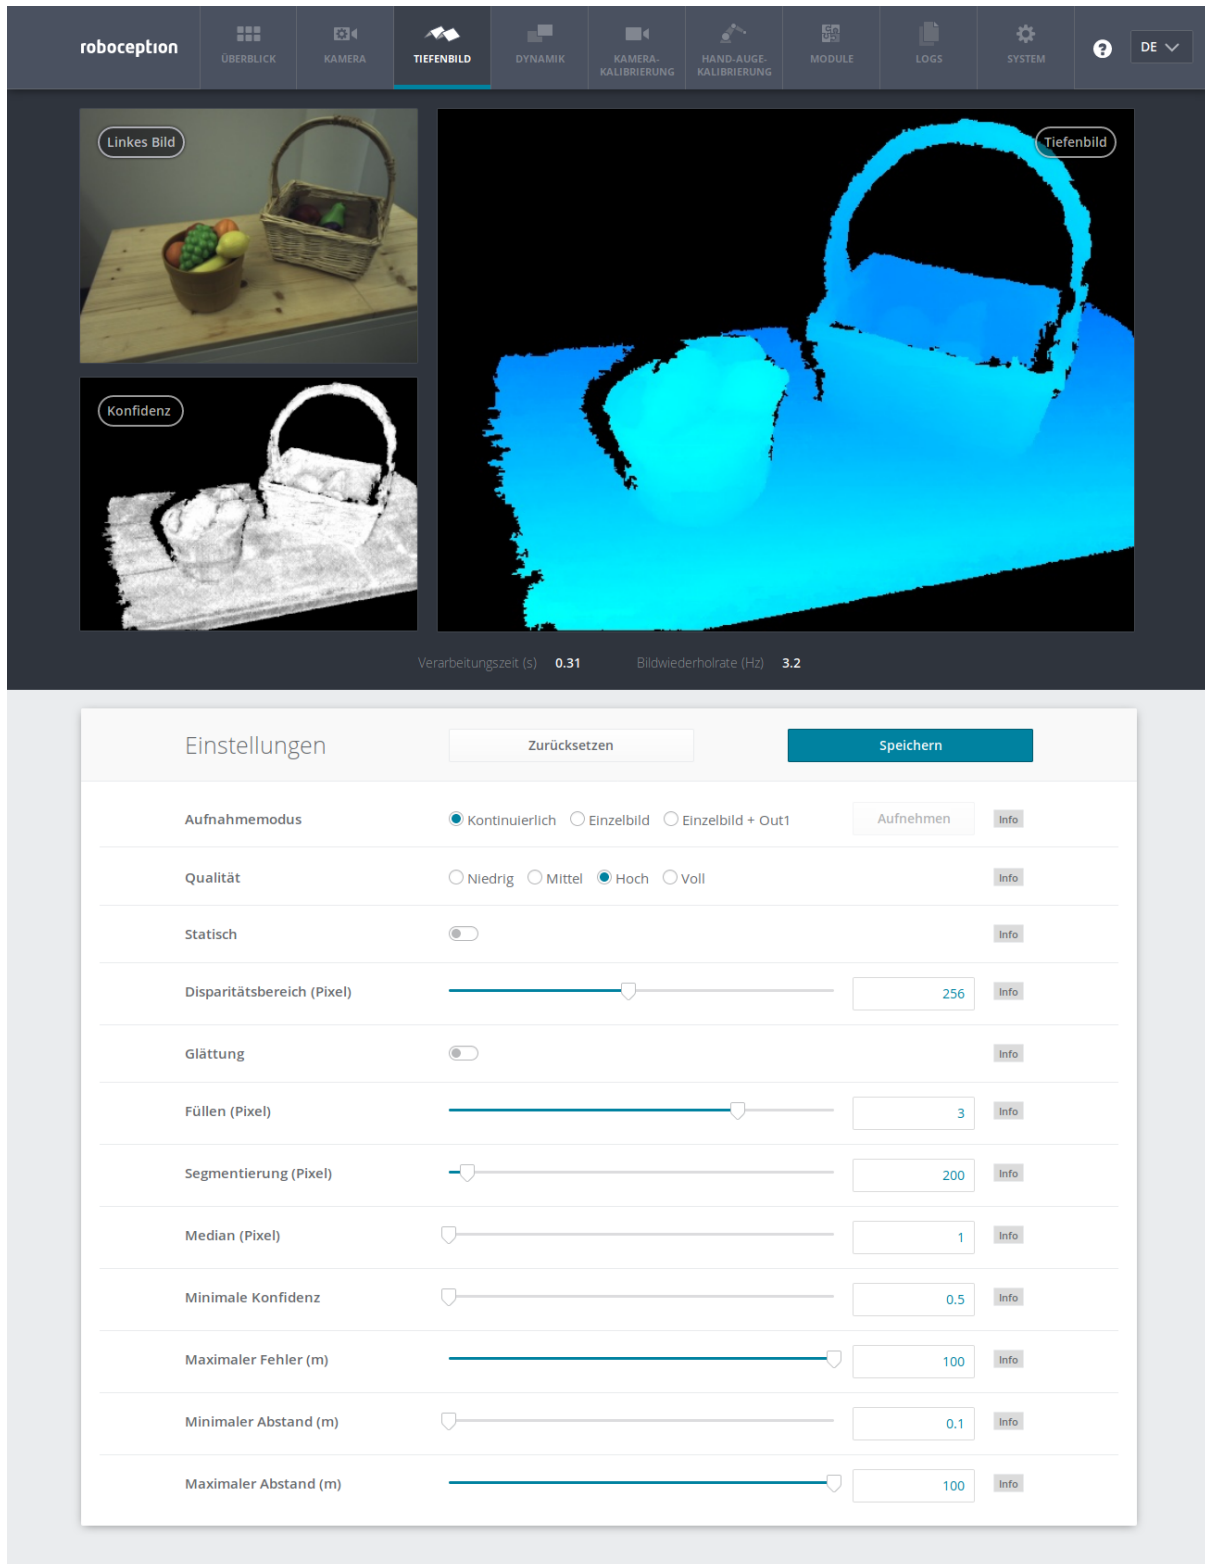 roboception
ÜBERBLICK
KAMERA
TIEFENBILD
DYNAMIK
KAMERA-
KALIBRIERUNG
HAND-AUGE-
KALIBRIERUNG
MODULE
LOGS
SYSTEM
?
DE
Linkes Bild
Tiefenbild
Konfidenz
Verarbeitungszeit (s) 0.31 Bildwiederholrate (Hz) 3.2
Einstellungen Zurücksetzen Speichern
Aufnahmemodus Kontinuierlich Einzelbild Einzelbild + Out1 Aufnehmen Info
Qualität Niedrig Mittel Hoch Voll Info
Statisch Info
Disparitätsbereich (Pixel) 256 Info
Glättung Info
Füllen (Pixel) 3 Info
Segmentierung (Pixel) 200 Info
Median (Pixel) 1 Info
Minimale Konfidenz 0.5 Info
Maximaler Fehler (m) 100 Info
Minimaler Abstand (m) 0.1 Info
Maximaler Abstand (m) 100 Info